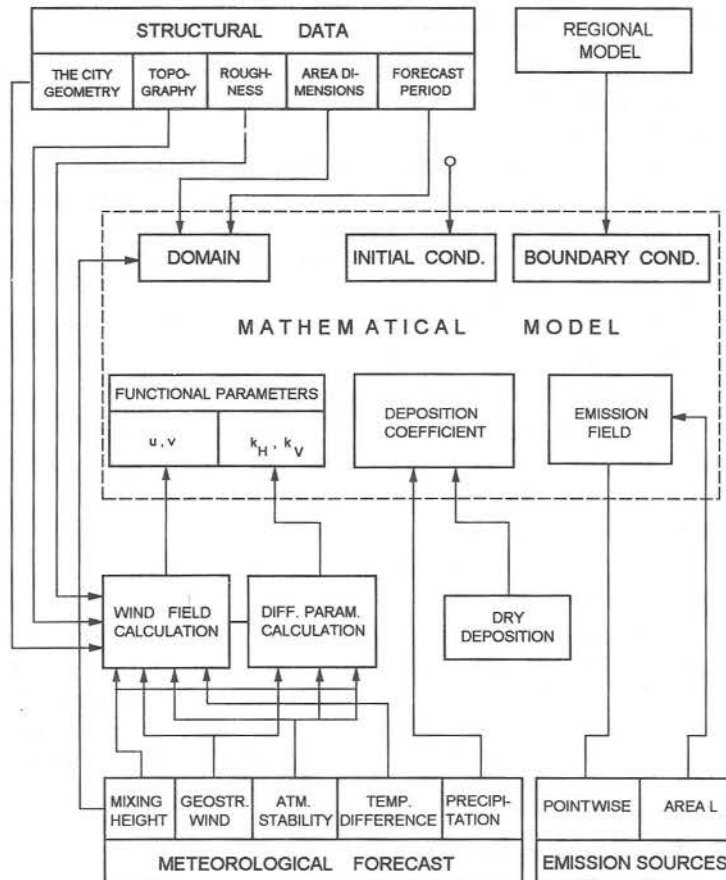 STRUCTURAL DATA
THE CITY GEOMETRY
TOPO-GRAPHY
ROUGH-NESS
AREA DI-MENSIONS
FORECAST PERIOD
REGIONAL
MODEL
DOMAIN
INITIAL COND.
BOUNDARY COND.
MATHEMATICAL MODEL
FUNCTIONAL PARAMETERS
u, v
k_H, k_V
DEPOSITION
COEFFICIENT
EMISSION
FIELD
WIND FIELD
CALCULATION
DIFF. PARAM.
CALCULATION
DRY
DEPOSITION
MIXING
HEIGHT
GEOSTR.
WIND
ATM.
STABILITY
TEMP.
DIFFERENCE
PRECIPI-
TATION
METEOROLOGICAL FORECAST
POINTWISE
AREA L
EMISSION SOURCES